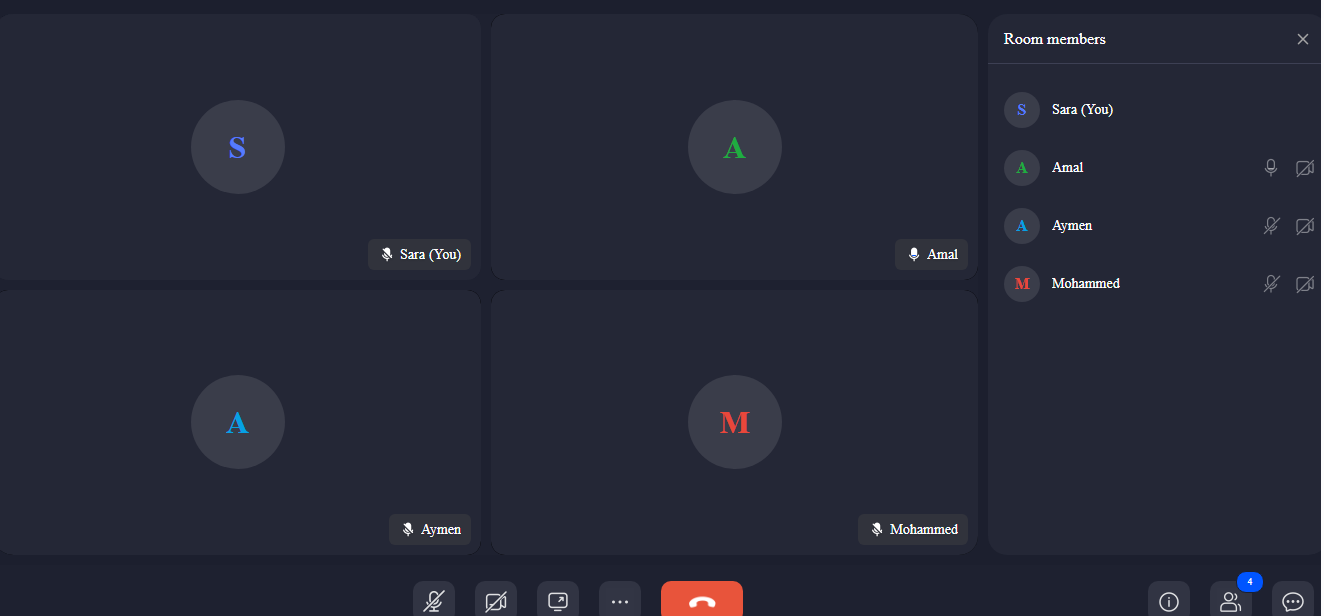 S
Sara (You)
A
Amal
A
Aymen
M
Mohammed
Room members
S Sara (You)
A Amal
A Aymen
M Mohammed
4